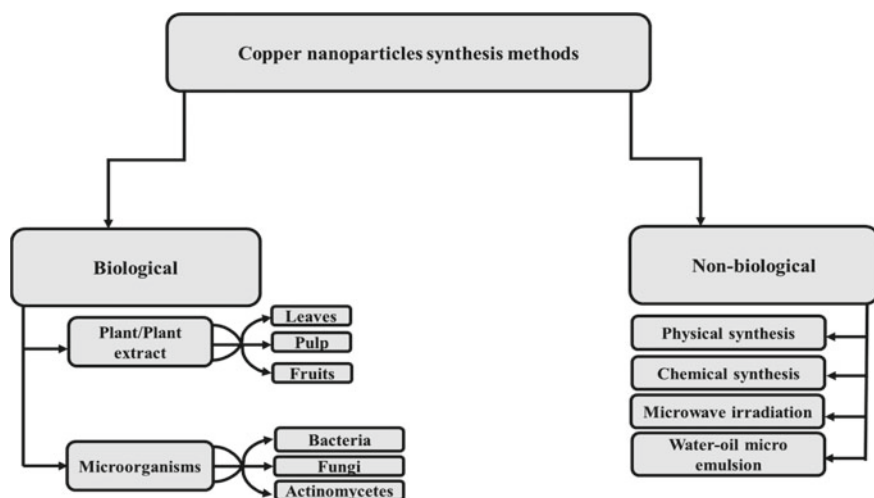 Copper nanoparticles synthesis methods
Biological
Non-biological
Plant/Plant
extract
Leaves
Pulp
Fruits
Microorganisms
Bacteria
Fungi
Actinomycetes
Physical synthesis
Chemical synthesis
Microwave irradiation
Water-oil micro
emulsion